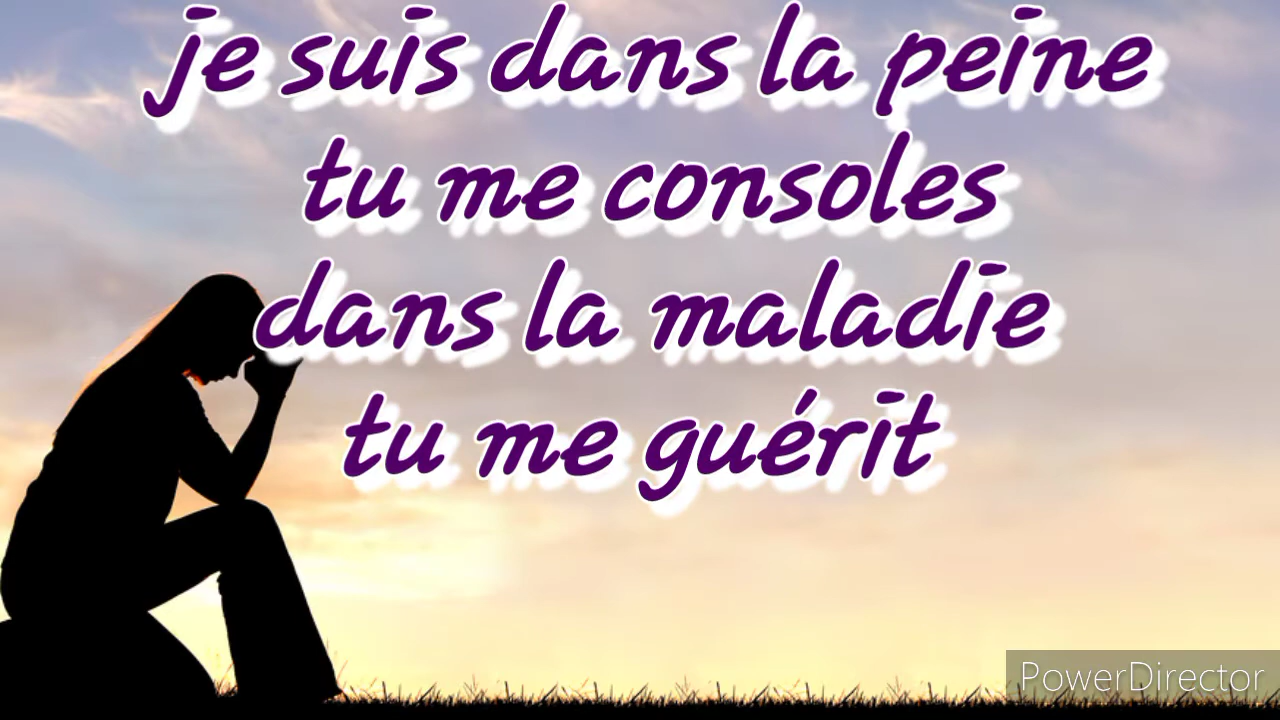 je suis dans la peine
tu me consoles
dans la maladie
tu me guérit
PowerDirector